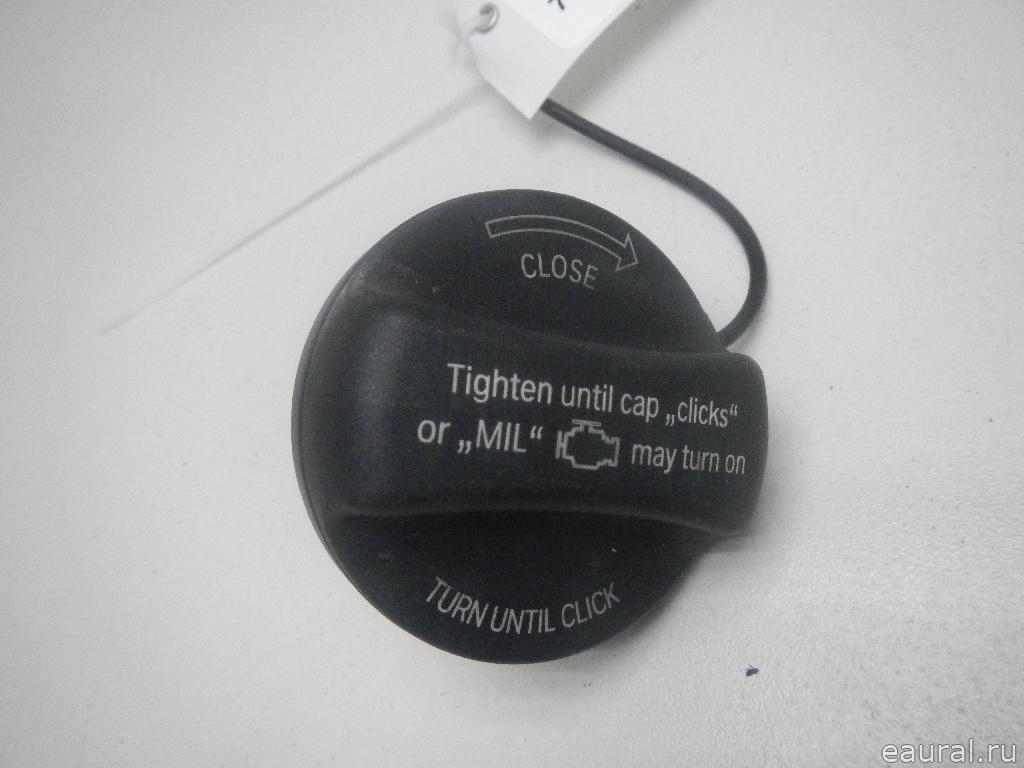 CLOSE
Tighten until cap „clicks“
or „MIL“ may turn on
TURN UNTIL CLICK
eaural.ru